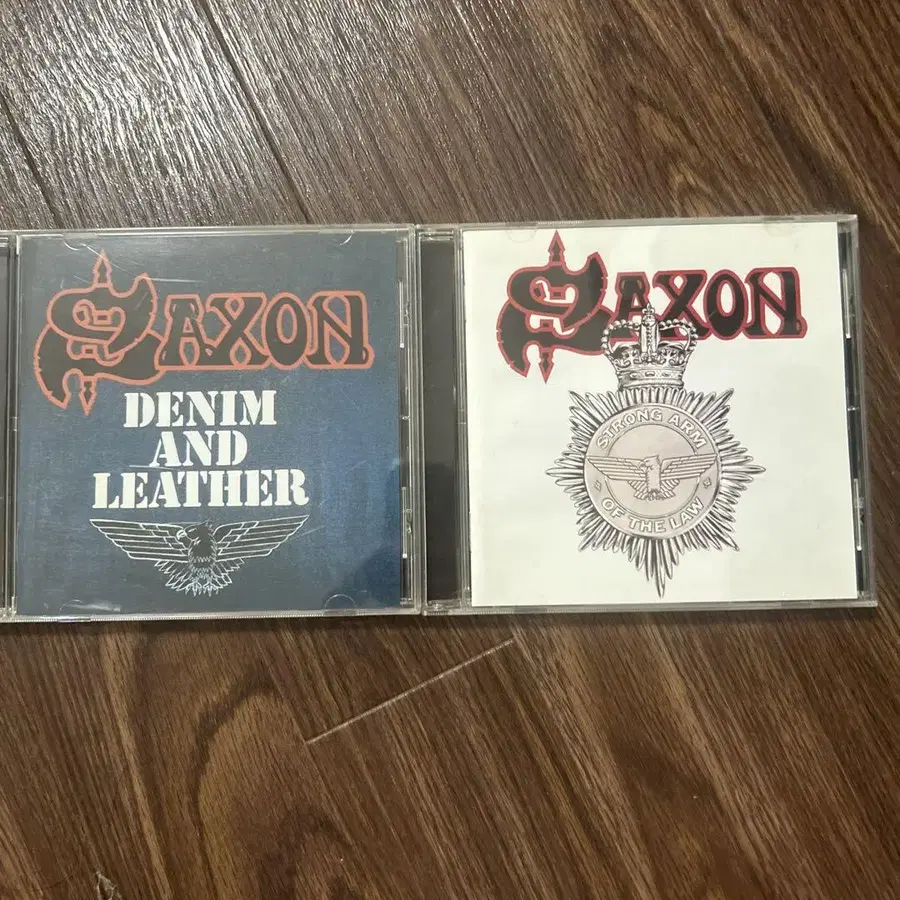 SAXON
DENIM
AND
LEATHER
SAXON
STRONG ARM
OF THE LAW